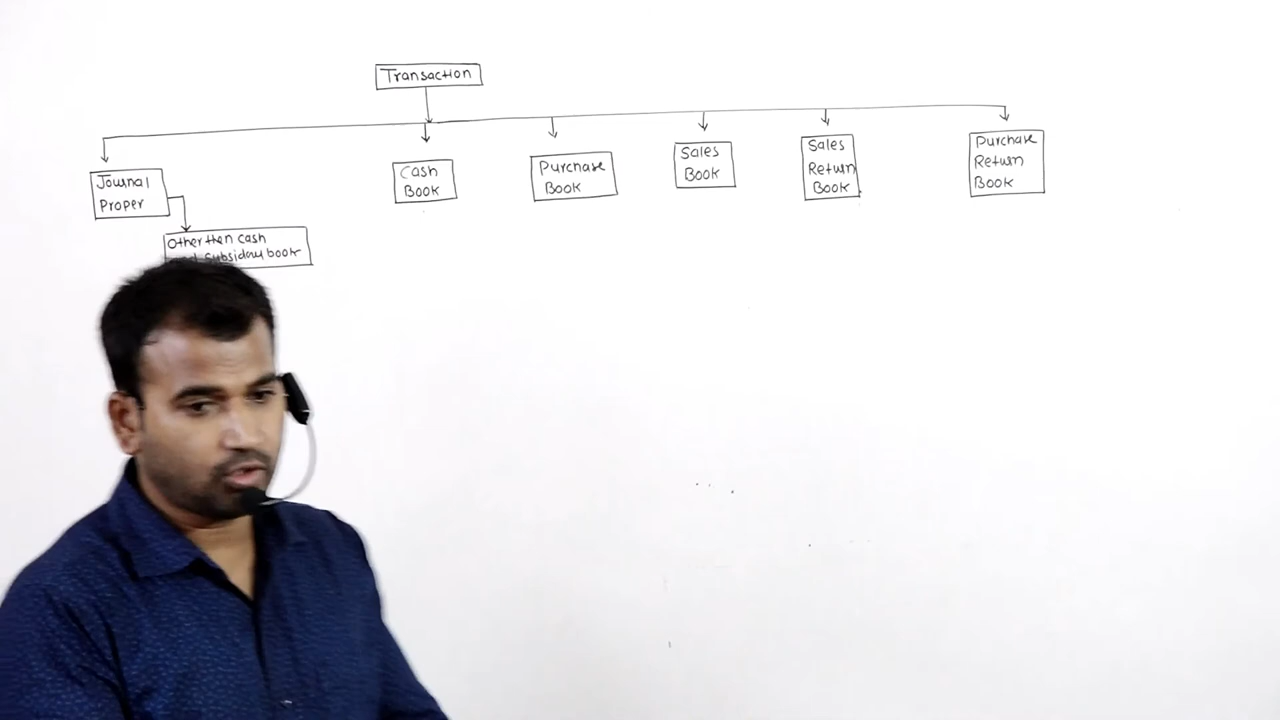 Transaction
Journal
Proper
Cash
Book
Purchase
Book
Sales
Book
Sales
Return
Book
Purchase
Return
Book
Other then cash
subsidary book